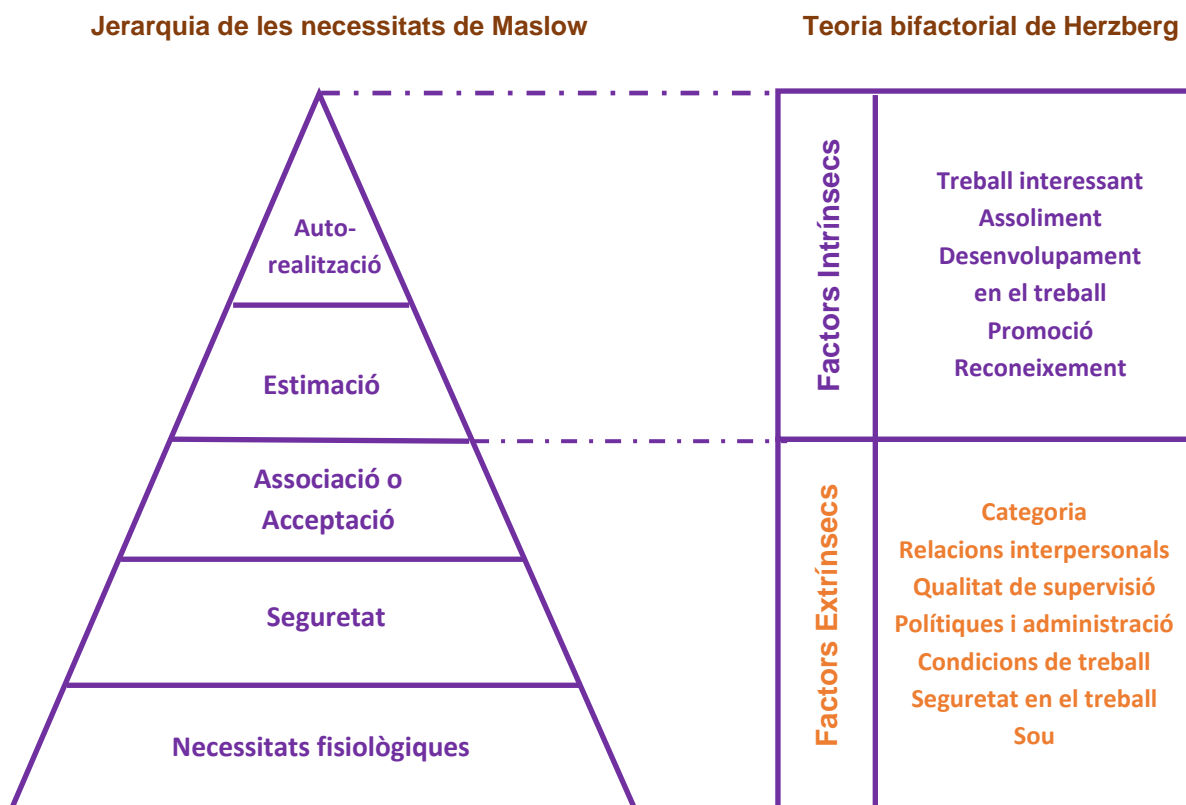 Jerarquia de les necessitats de Maslow
Auto-
realització
Estimació
Associació o
Acceptació
Seguretat
Necessitats fisiològiques
Teoria bifactorial de Herzberg
Factors Intrínsecs
Treball interessant
Assoliment
Desenvolupament
en el treball
Promoció
Reconeixement
Factors Extrínsecs
Categoria
Relacions interpersonals
Qualitat de supervisió
Polítiques i administració
Condicions de treball
Seguretat en el treball
Sou